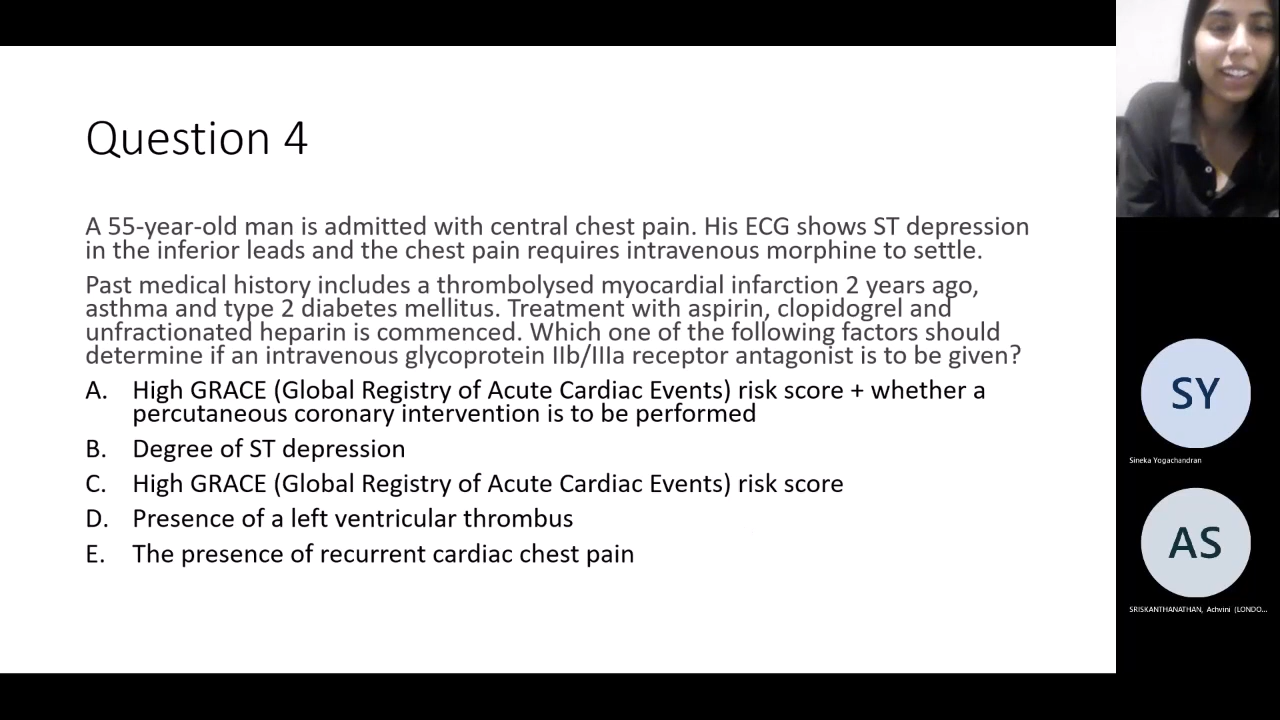 Question 4
A 55-year-old man is admitted with central chest pain. His ECG shows ST depression
in the inferior leads and the chest pain requires intravenous morphine to settle.
Past medical history includes a thrombolysed myocardial infarction 2 years ago,
asthma and type 2 diabetes mellitus. Treatment with aspirin, clopidogrel and
unfractionated heparin is commenced. Which one of the following factors should
determine if an intravenous glycoprotein IIb/IIIa receptor antagonist is to be given?
A. High GRACE (Global Registry of Acute Cardiac Events) risk score + whether a
percutaneous coronary intervention is to be performed
B. Degree of ST depression
C. High GRACE (Global Registry of Acute Cardiac Events) risk score
D. Presence of a left ventricular thrombus
E. The presence of recurrent cardiac chest pain
SY
Sineka Yogachandran
AS
SRISKANTHANATHAN, Achvini (LONDO...